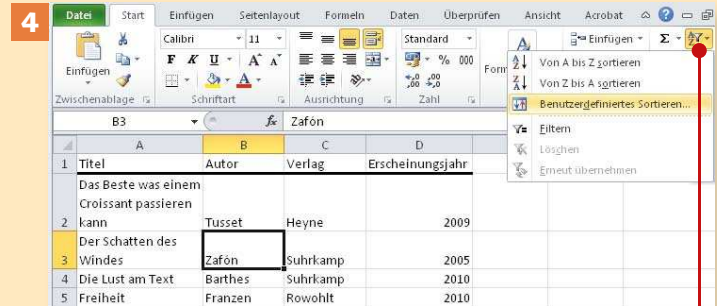 4
Datei Start Einfügen Seitenlayout Formeln Daten Überprüfen Ansicht Acrobat
Calibri 11 Standard Einfügen Σ
F K U A A % 000 Form
Einfügen A
Zwischenablage Schriftart Ausrichtung Zahl
Von A bis Z sortieren
Von Z bis A sortieren
Benutzerdefiniertes Sortieren...
Filtern
Löschen
Erneut übernehmen
B3 fx Zafón
A B C D
1 Titel Autor Verlag Erscheinungsjahr
Das Beste was einem
Croissant passieren
2 kann Tusset Heyne 2009
Der Schatten des
3 Windes Zafón Suhrkamp 2005
4 Die Lust am Text Barthes Suhrkamp 2010
5 Freiheit Franzen Rowohlt 2010